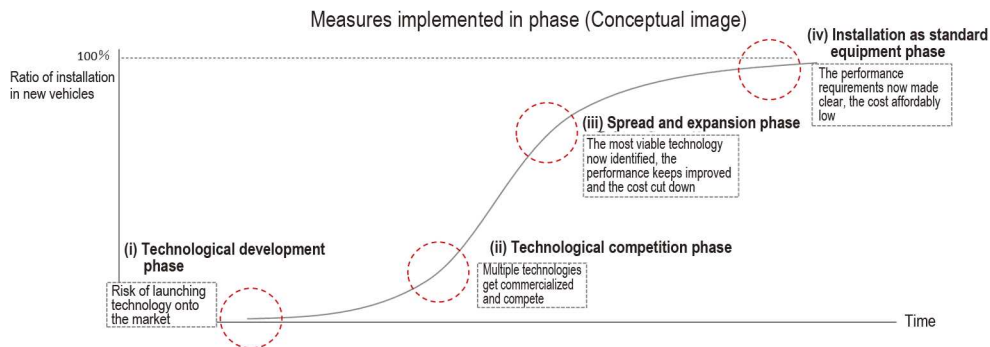 Measures implemented in phase (Conceptual image)
100%
Ratio of installation
in new vehicles
(iv) Installation as standard
equipment phase
The performance
requirements now made
clear, the cost affordably
low
(iii) Spread and expansion phase
The most viable technology
now identified, the
performance keeps improved
and the cost cut down
(i) Technological development
phase
Risk of launching
technology onto
the market
(ii) Technological competition phase
Multiple technologies
get commercialized
and compete
Time